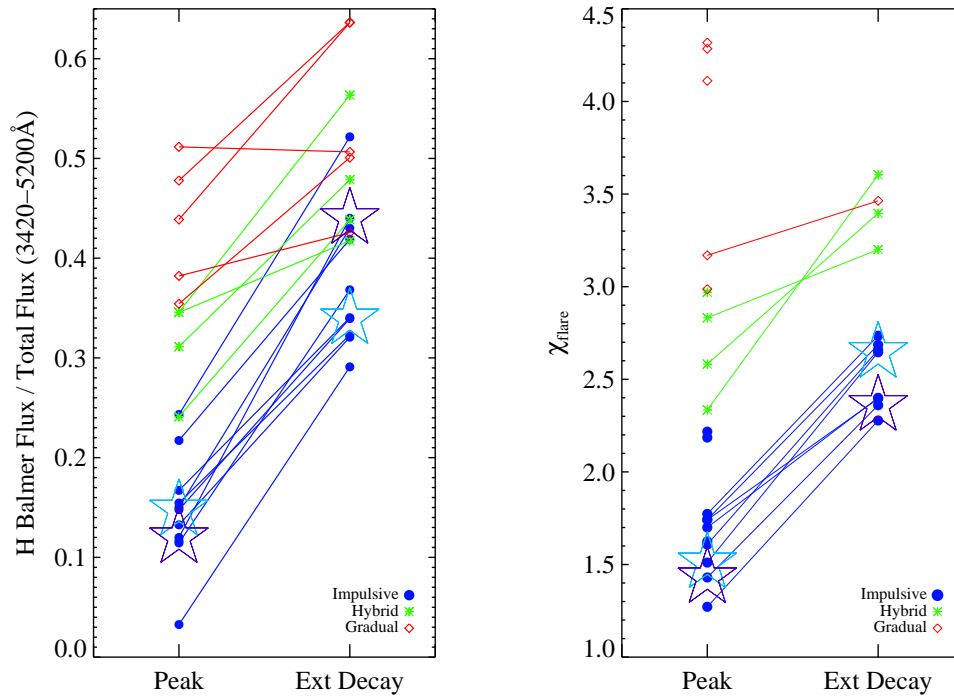 H Balmer Flux / Total Flux (3420−5200Å)
0.6
0.5
0.4
0.3
0.2
0.1
0.0
Impulsive
Hybrid
Gradual
Peak
Ext Decay
χflare
4.5
4.0
3.5
3.0
2.5
2.0
1.5
1.0
Impulsive
Hybrid
Gradual
Peak
Ext Decay